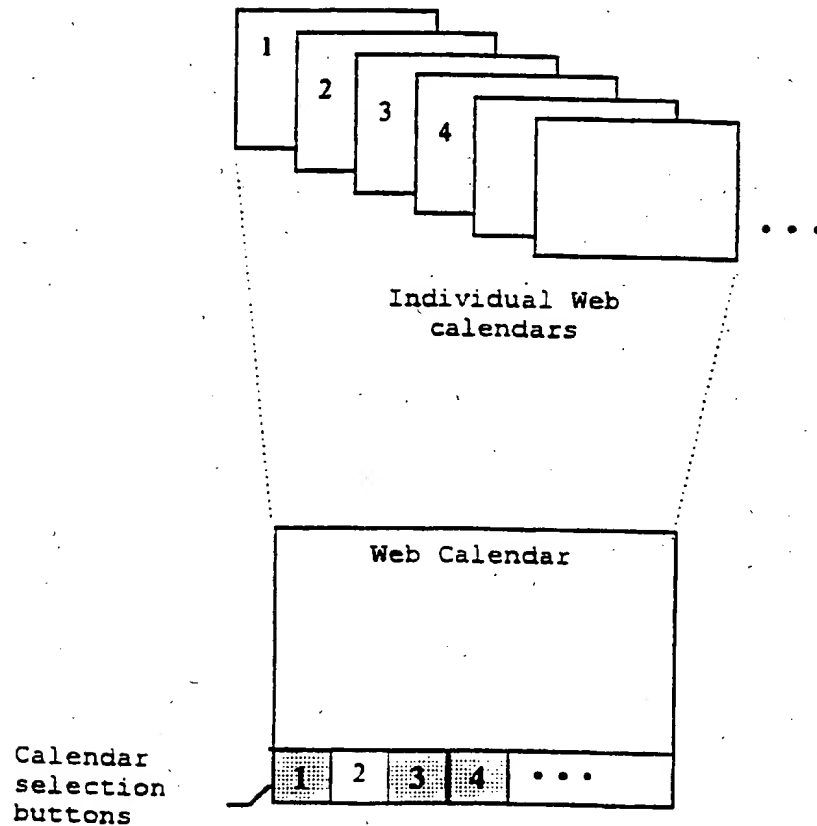 1
2
3
4
• • •
Individual Web
calendars
Web Calendar
Calendar
selection
buttons
1 2 3 4 • • •